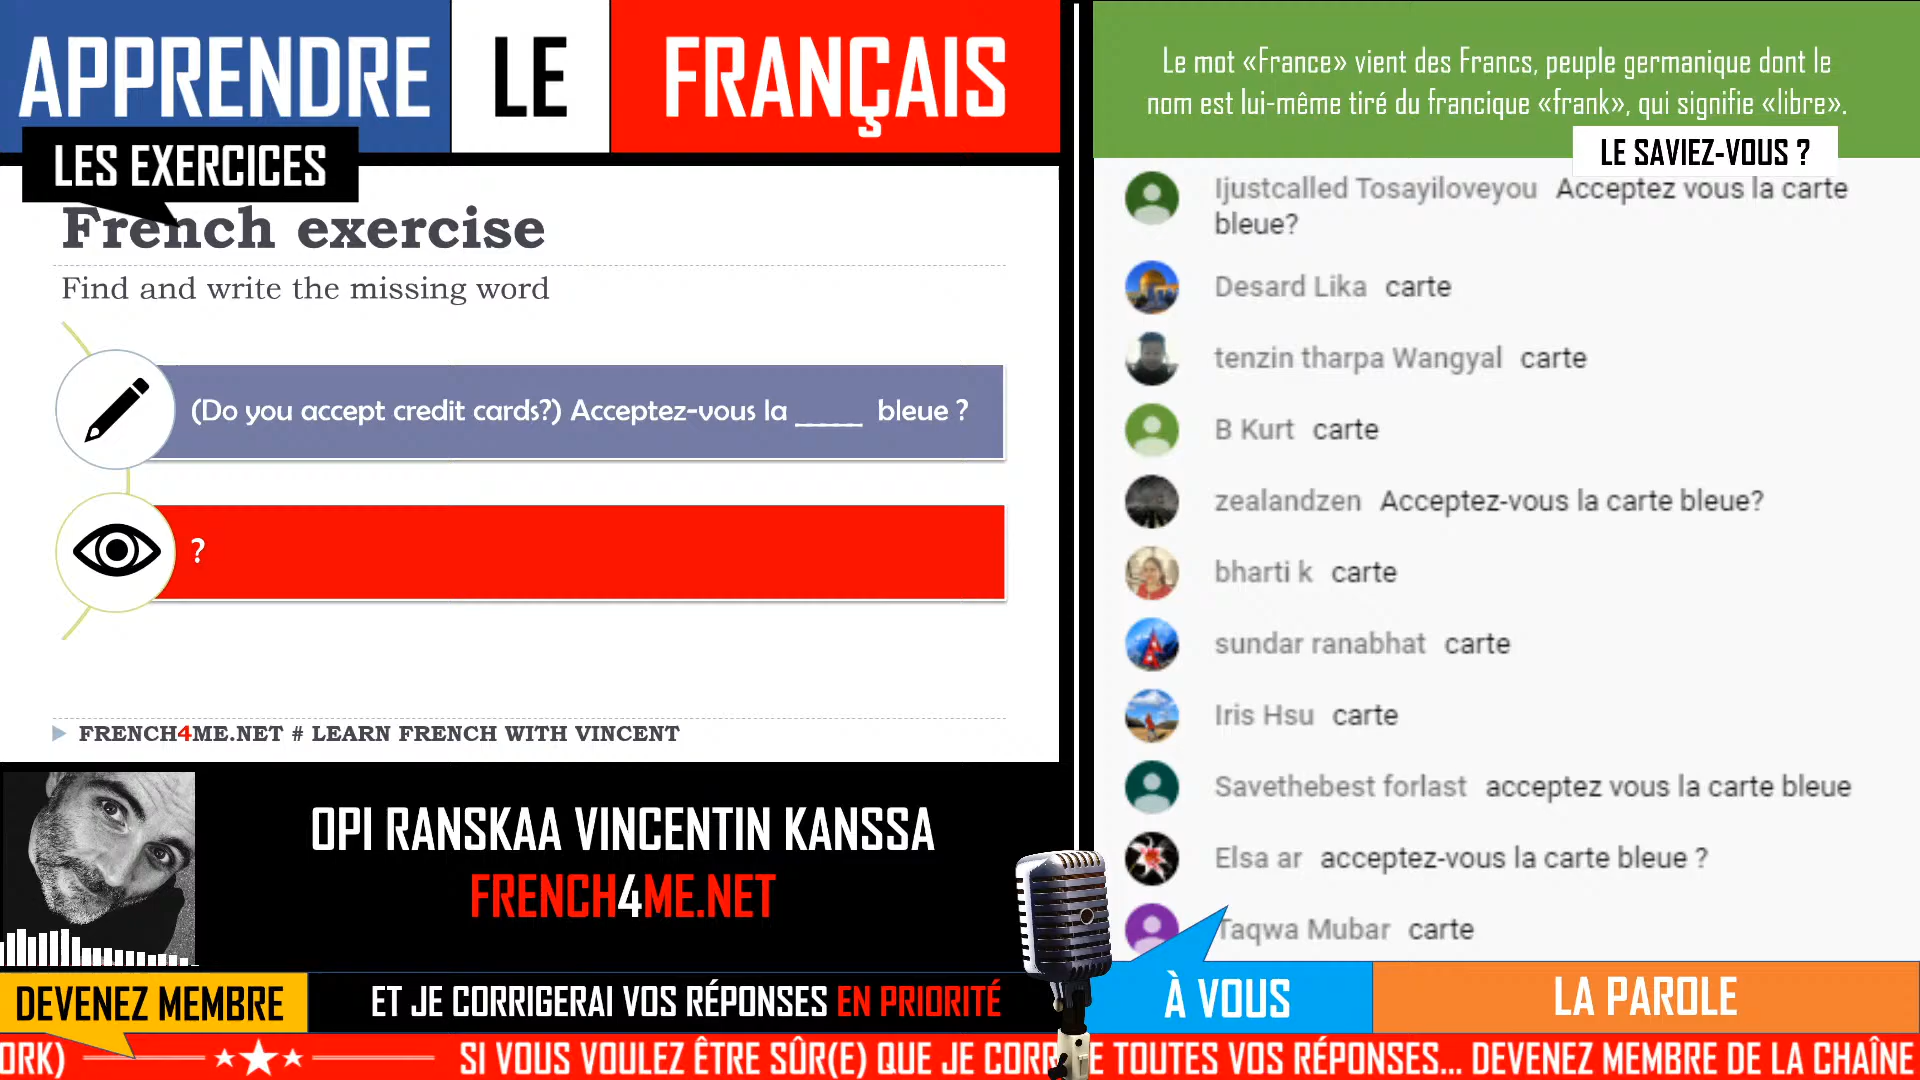 APPRENDRE LE FRANÇAIS
LES EXERCICES
French exercise
Find and write the missing word
(Do you accept credit cards?) Acceptez-vous la _____ bleue ?
?
FRENCH4ME.NET # LEARN FRENCH WITH VINCENT
OPI RANSKAA VINCENTIN KANSSA
FRENCH4ME.NET
DEVENEZ MEMBRE
ET JE CORRIGERAI VOS RÉPONSES EN PRIORITÉ
Le mot «France» vient des Francs, peuple germanique dont le
nom est lui-même tiré du francique «frank», qui signifie «libre».
LE SAVIEZ-VOUS ?
Ijustcalled Tosayiloveyou Acceptez vous la carte
bleue?
Desard Lika carte
tenzin tharpa Wangyal carte
B Kurt carte
zealandzen Acceptez-vous la carte bleue?
bharti k carte
sundar ranabhat carte
Iris Hsu carte
Savethebest forlast acceptez vous la carte bleue
Elsa ar acceptez-vous la carte bleue ?
Taqwa Mubar carte
À VOUS
LA PAROLE
ORK) SI VOUS VOULEZ ÊTRE SÛR(E) QUE JE CORR E TOUTES VOS RÉPONSES... DEVENEZ MEMBRE DE LA CHAÎNE